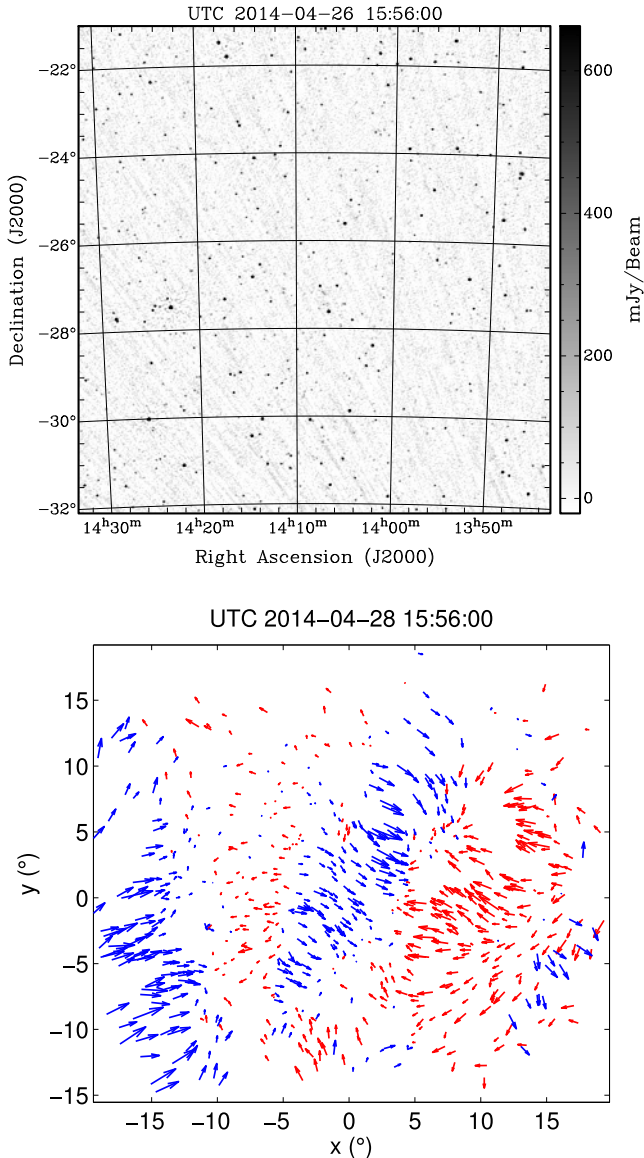 UTC 2014-04-26 15:56:00
−22°
−24°
−26°
−28°
−30°
−32°
Declination (J2000)
14h30m 14h20m 14h10m 14h00m 13h50m
Right Ascension (J2000)
600
400
200
0
mJy/Beam
UTC 2014−04−28 15:56:00
15
10
5
0
−5
−10
−15
y (°)
−15 −10 −5 0 5 10 15
x (°)